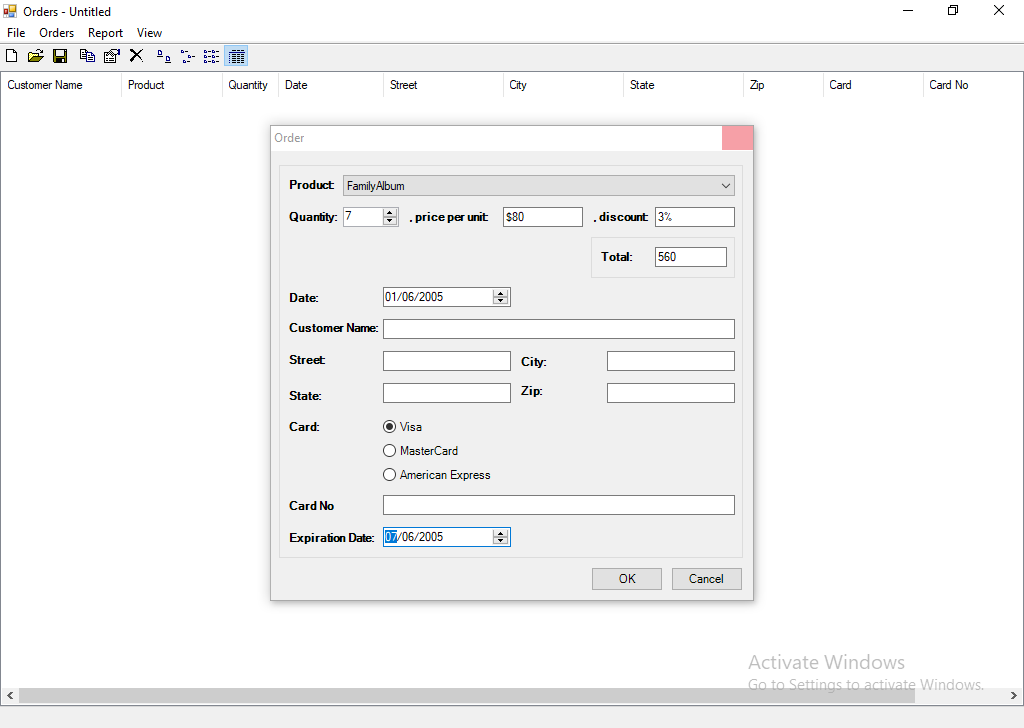 Orders - Untitled
File Orders Report View
Customer Name Product Quantity Date Street City State Zip Card Card No
Order
Product: FamilyAlbum
Quantity: 7 , price per unit: $80 , discount: 3%
Total: 560
Date: 01/06/2005
Customer Name:
Street: City:
State: Zip:
Card: Visa
MasterCard
American Express
Card No
Expiration Date: 07/06/2005
OK Cancel
Activate Windows
Go to Settings to activate Windows.